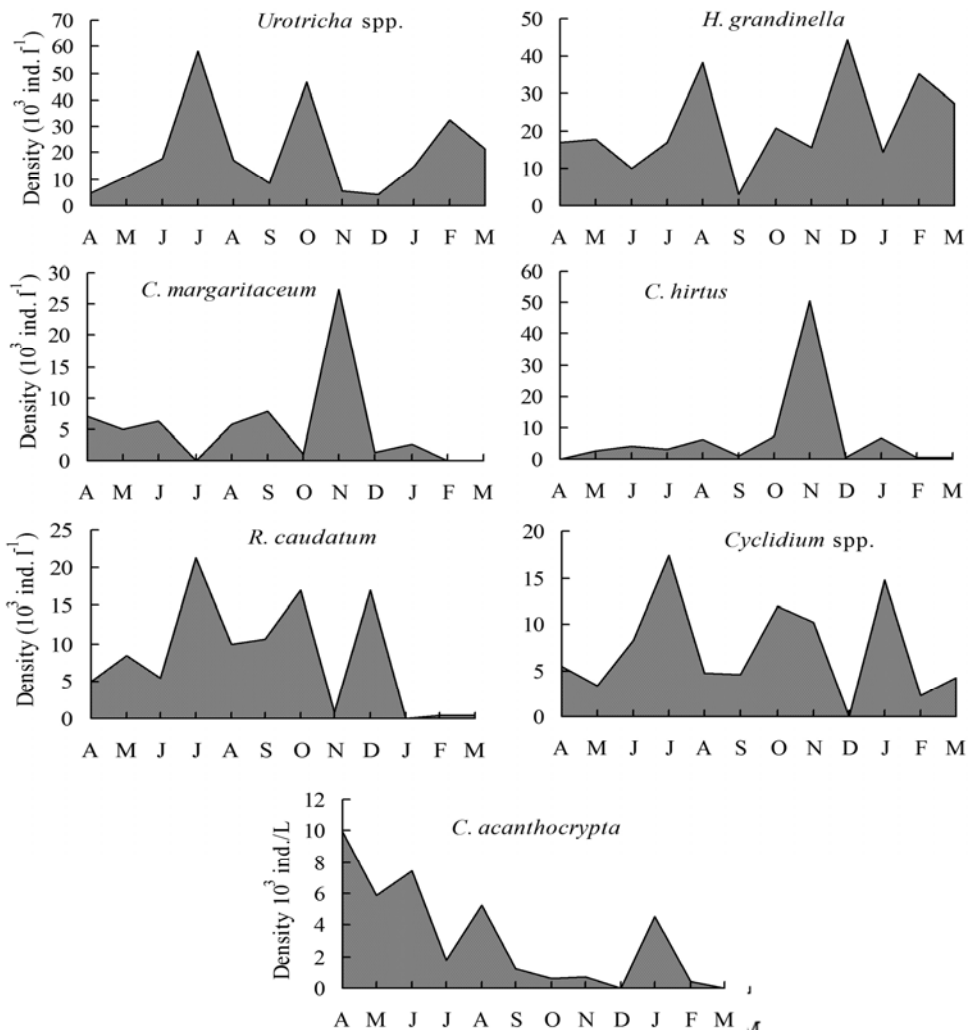 Urotricha spp.
Density (10³ ind. l⁻¹)
70
60
50
40
30
20
10
0
A M J J A S O N D J F M
H. grandinella
50
40
30
20
10
0
A M J J A S O N D J F M
C. margaritaceum
Density (10³ ind. l⁻¹)
30
25
20
15
10
5
0
A M J J A S O N D J F M
C. hirtus
60
50
40
30
20
10
0
A M J J A S O N D J F M
R. caudatum
Density (10³ ind. l⁻¹)
25
20
15
10
5
0
A M J J A S O N D J F M
Cyclidium spp.
20
15
10
5
0
A M J J A S O N D J F M
C. acanthocrypta
Density 10³ ind./L
12
10
8
6
4
2
0
A M J J A S O N D J F M